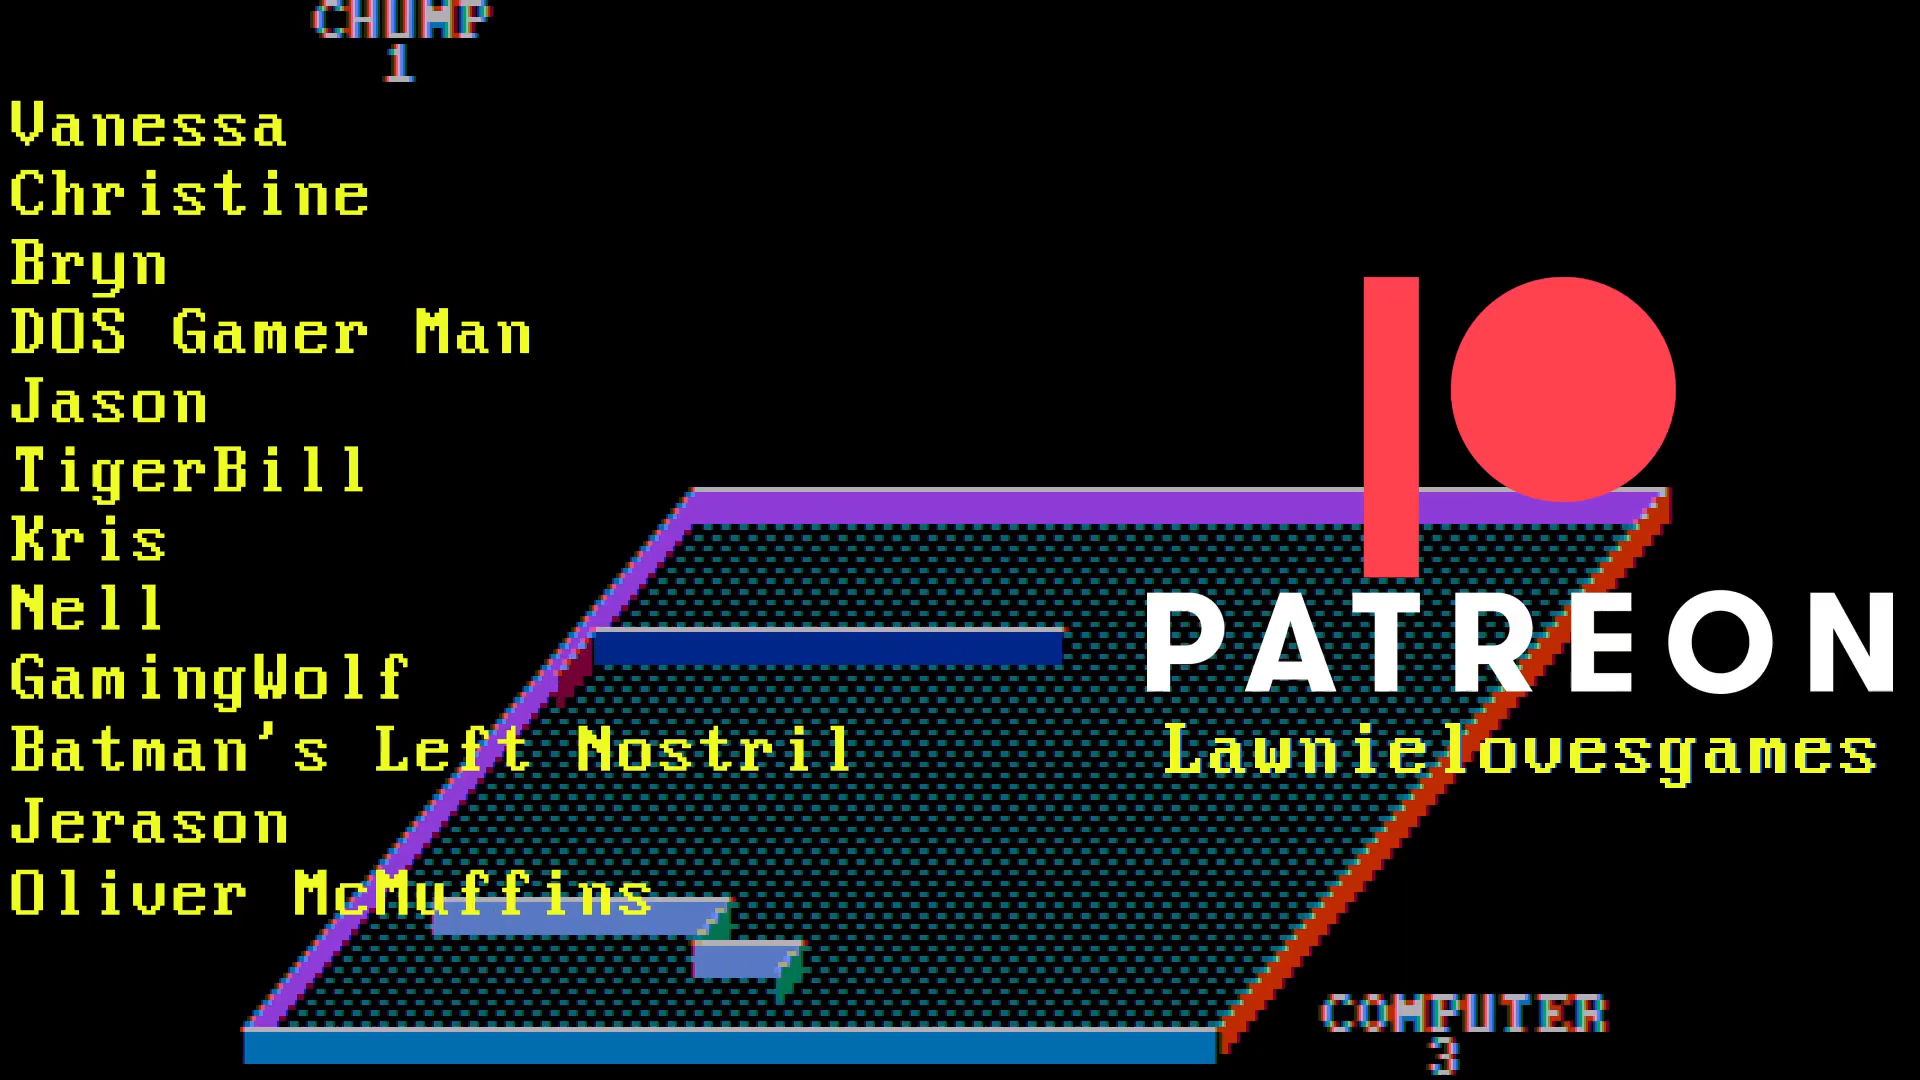 CHUMP
1
Vanessa
Christine
Bryn
DOS Gamer Man
Jason
TigerBill
Kris
Nell
GamingWolf
Batman's Left Nostril
Jerason
Oliver McMuffins
PATREON
Lawnielovesgames
COMPUTER
3